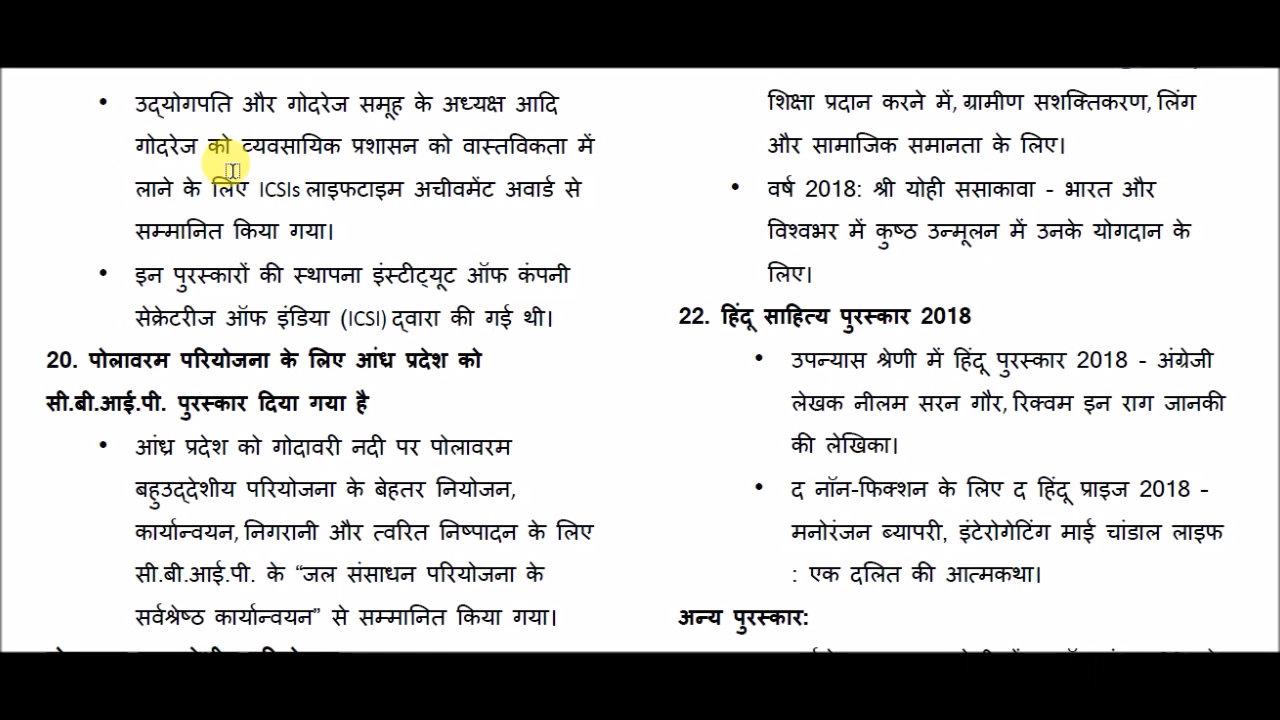 • उद्योगपति और गोदरेज समूह के अध्यक्ष आदि
गोदरेज को व्यवसायिक प्रशासन को वास्तविकता में
लाने के लिए ICSIs लाइफटाइम अचीवमेंट अवार्ड से
सम्मानित किया गया।
• इन पुरस्कारों की स्थापना इंस्टीट्यूट ऑफ कंपनी
सेक्रेटरीज ऑफ इंडिया (ICSI) द्वारा की गई थी।
20. पोलावरम परियोजना के लिए आंध्र प्रदेश को
सी.बी.आई.पी. पुरस्कार दिया गया है
• आंध्र प्रदेश को गोदावरी नदी पर पोलावरम
बहुउद्देशीय परियोजना के बेहतर नियोजन,
कार्यान्वयन, निगरानी और त्वरित निष्पादन के लिए
सी.बी.आई.पी. के “जल संसाधन परियोजना के
सर्वश्रेष्ठ कार्यान्वयन” से सम्मानित किया गया।
शिक्षा प्रदान करने में, ग्रामीण सशक्तिकरण, लिंग
और सामाजिक समानता के लिए।
• वर्ष 2018: श्री योही ससाकावा - भारत और
विश्वभर में कुष्ठ उन्मूलन में उनके योगदान के
लिए।
22. हिंदू साहित्य पुरस्कार 2018
• उपन्यास श्रेणी में हिंदू पुरस्कार 2018 - अंग्रेजी
लेखक नीलम सरन गौर, रिक्वम इन राग जानकी
की लेखिका।
• द नॉन-फिक्शन के लिए द हिंदू प्राइज 2018 -
मनोरंजन ब्यापरी, इंटेरोगेटिंग माई चांडाल लाइफ
: एक दलित की आत्मकथा।
अन्य पुरस्कार: